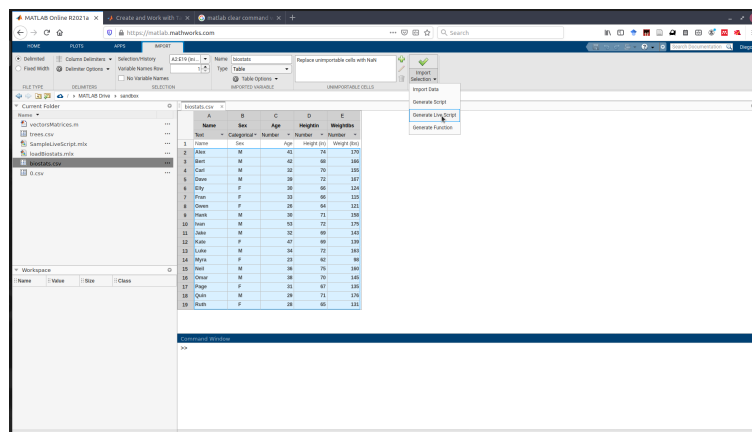 MATLAB Online R2021a ×
Create and Work with Ta ×
matlab clear command - ×
https://matlab.mathworks.com
Search
HOME PLOTS APPS IMPORT
Search Documentation
Diego
Delimited
Column Delimiters
Selection/History
A2:E19
Name biostats
Replace unimportable cells with NaN
Fixed Width
Delimiter Options
Variable Names Row 1
Type Table
No Variable Names
Table Options
Import Selection
FILE TYPE DELIMITERS SELECTION IMPORTED VARIABLE UNIMPORTABLE CELLS
Import Data
Generate Script
Generate Live Script
Generate Function
/ > MATLAB Drive > sandbox
Current Folder
Name
vectorsMatrices.m
trees.csv
SampleLiveScript.mlx
loadBiostats.mlx
biostats.csv
0.csv
Workspace
Name Value Size Class
biostats.csv ×
A B C D E
Name Sex Age HeightIn Weightlbs
Text Categorical Number Number Number
1 Name Sex Age Height (in) Weight (lbs)
2 Alex M 41 74 170
3 Bert M 42 68 166
4 Carl M 32 70 155
5 Dave M 39 72 167
6 Elly F 30 66 124
7 Fran F 33 66 115
8 Gwen F 26 64 121
9 Hank M 30 71 158
10 Ivan M 53 72 175
11 Jake M 32 69 143
12 Kate F 47 69 139
13 Luke M 34 72 163
14 Myra F 23 62 98
15 Neil M 36 75 160
16 Omar M 38 70 145
17 Page F 31 67 135
18 Quin M 29 71 176
19 Ruth F 28 65 131
Command Window
>>